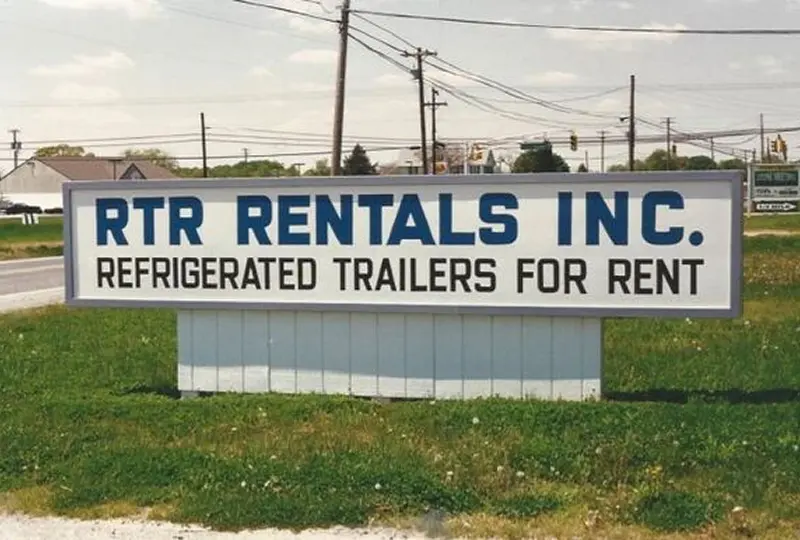 RTR RENTALS INC.
REFRIGERATED TRAILERS FOR RENT